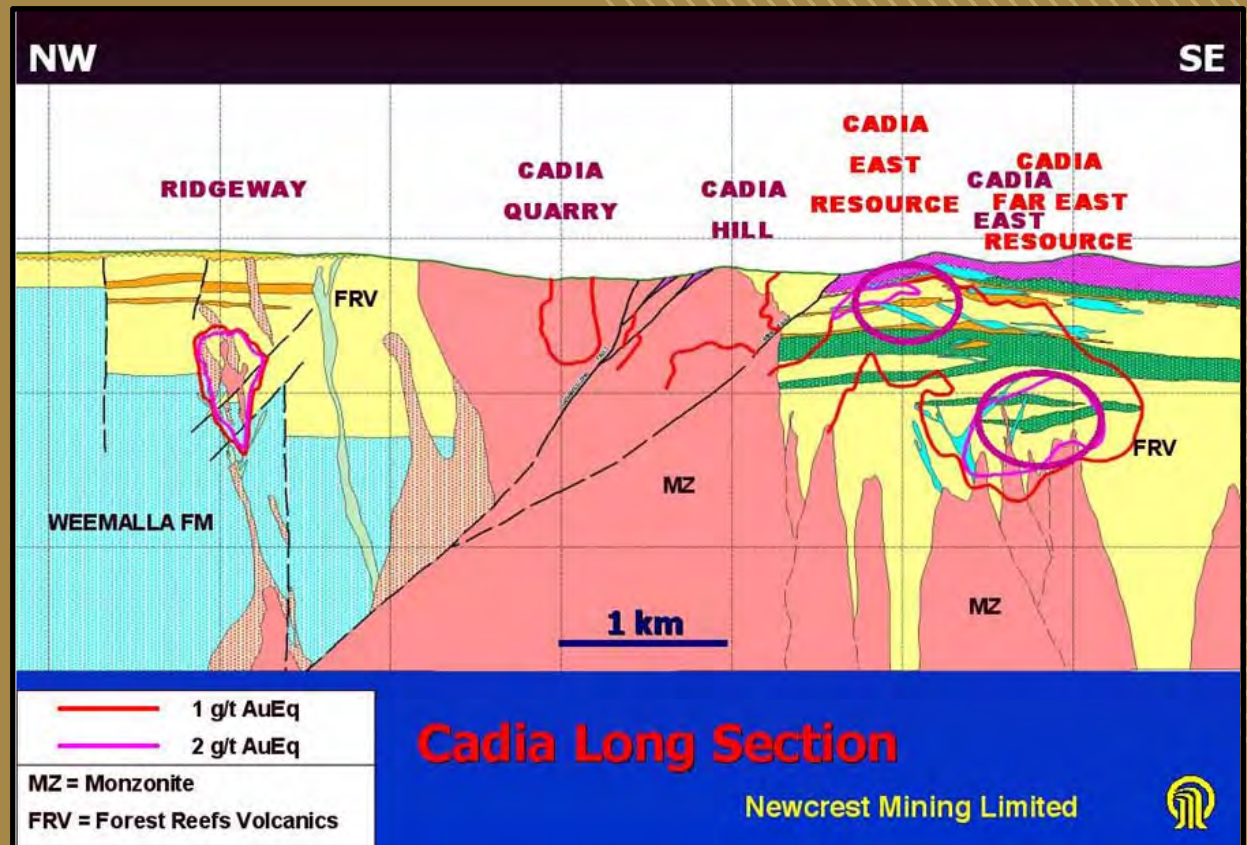 NW
SE
RIDGEWAY
CADIA
QUARRY
CADIA
HILL
CADIA
EAST
RESOURCE
CADIA
EAST
CADIA
FAR EAST
RESOURCE
FRV
FRV
WEEMALLA FM
MZ
MZ
1 km
1 g/t AuEq
2 g/t AuEq
MZ = Monzonite
FRV = Forest Reefs Volcanics
Cadia Long Section
Newcrest Mining Limited